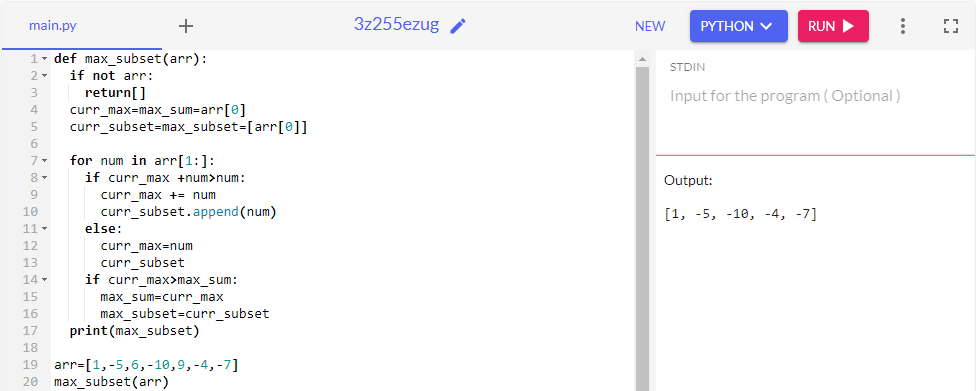 main.py + 3z255ezug NEW PYTHON RUN
1 def max_subset(arr):
2   if not arr:
3     return[]
4   curr_max=max_sum=arr[0]
5   curr_subset=max_subset=[arr[0]]
6
7   for num in arr[1:]:
8     if curr_max +num>num:
9       curr_max += num
10       curr_subset.append(num)
11     else:
12       curr_max=num
13       curr_subset
14     if curr_max>max_sum:
15       max_sum=curr_max
16       max_subset=curr_subset
17   print(max_subset)
18
19 arr=[1,-5,6,-10,9,-4,-7]
20 max_subset(arr)
STDIN
Input for the program ( Optional )
Output:
[1, -5, -10, -4, -7]